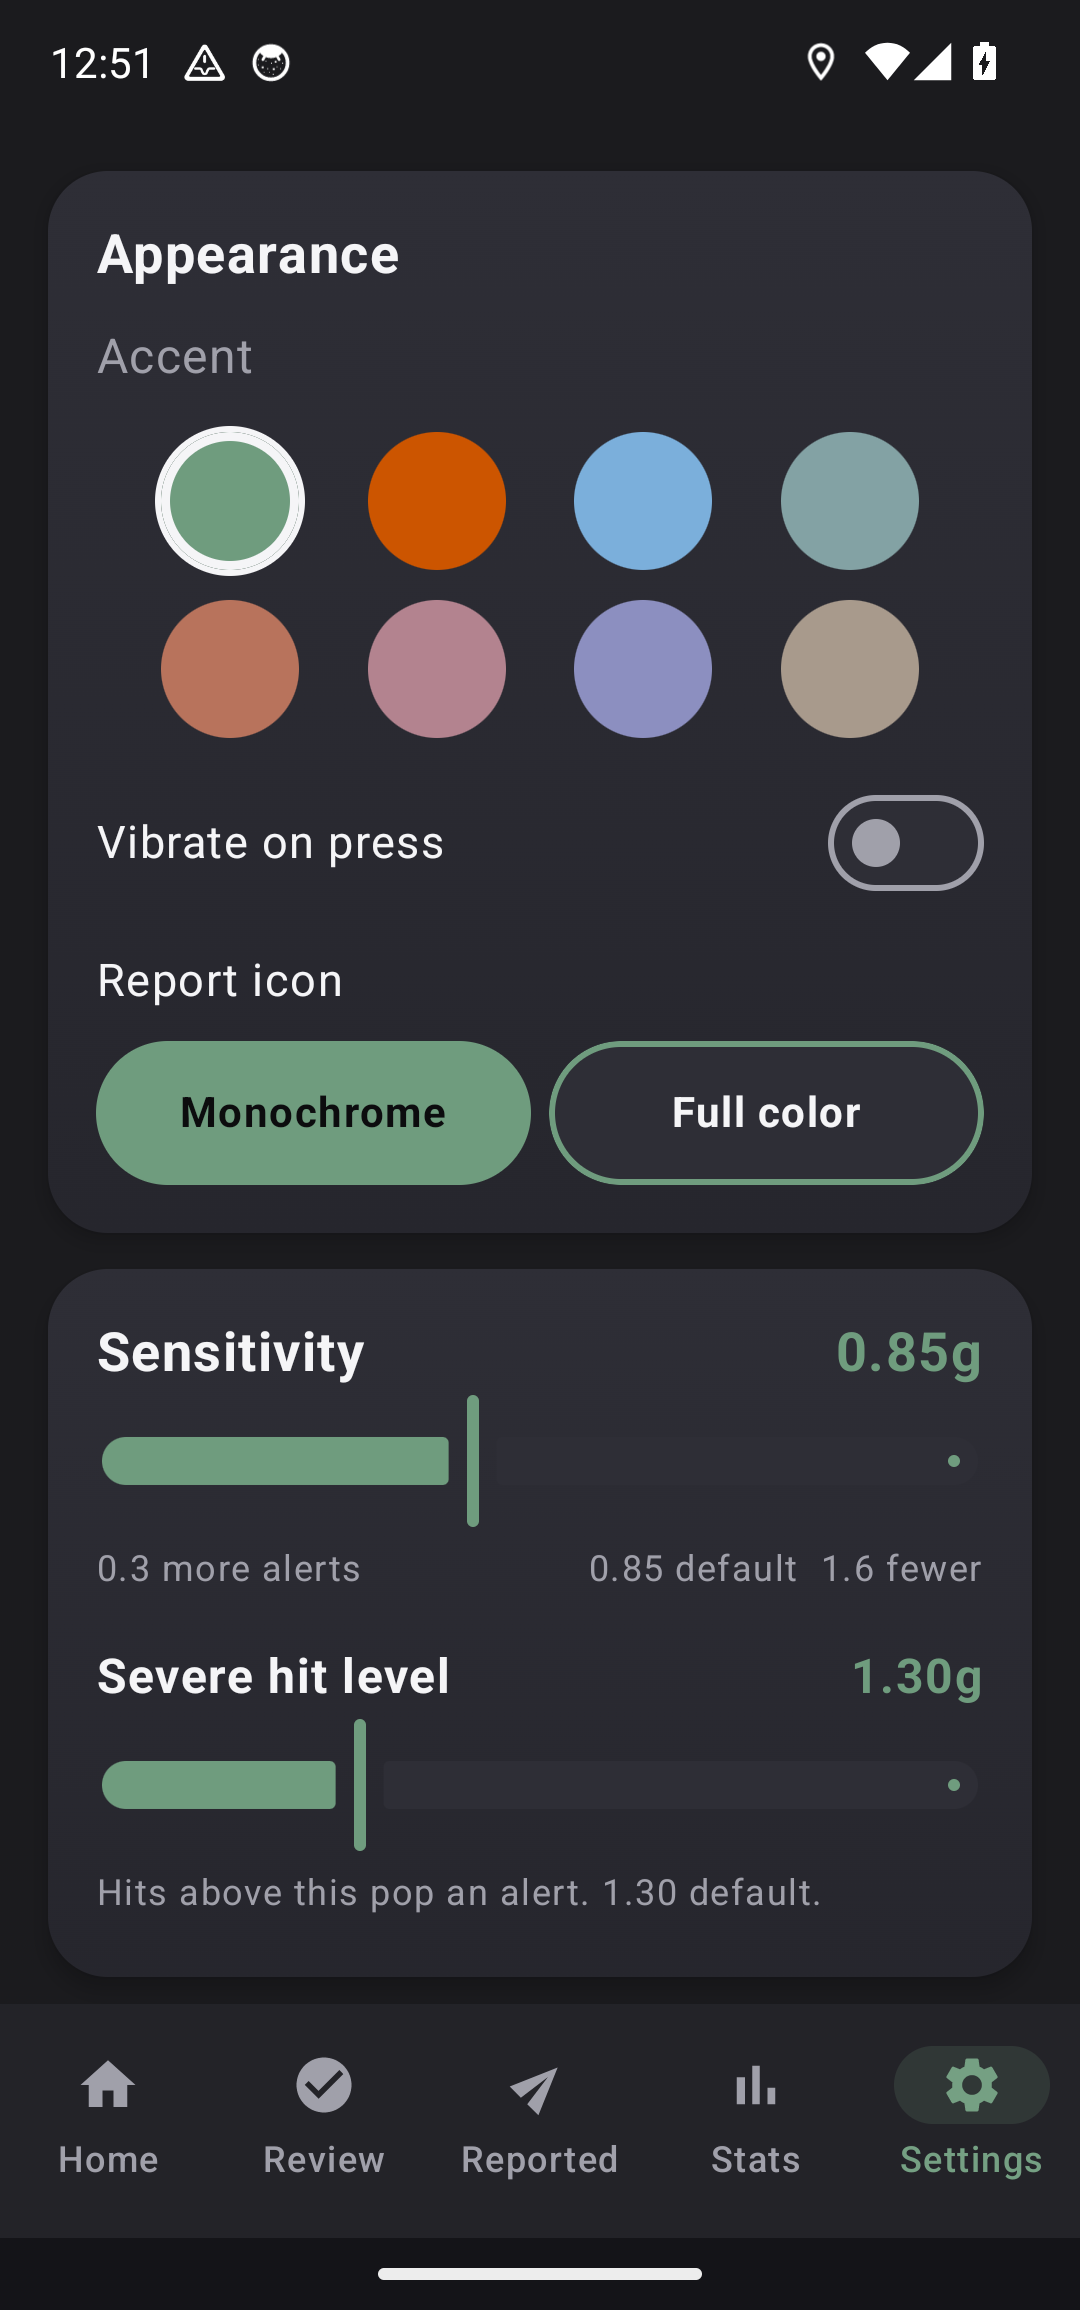 12:51
Appearance
Accent
Vibrate on press
Report icon
Monochrome Full color
Sensitivity 0.85g
0.3 more alerts 0.85 default 1.6 fewer
Severe hit level 1.30g
Hits above this pop an alert. 1.30 default.
Home Review Reported Stats Settings